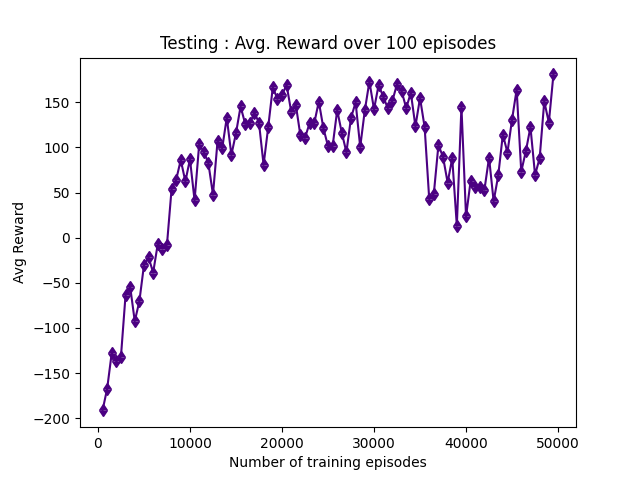 Testing : Avg. Reward over 100 episodes
150
100
50
0
−50
−100
−150
−200
Avg Reward
0 10000 20000 30000 40000 50000
Number of training episodes